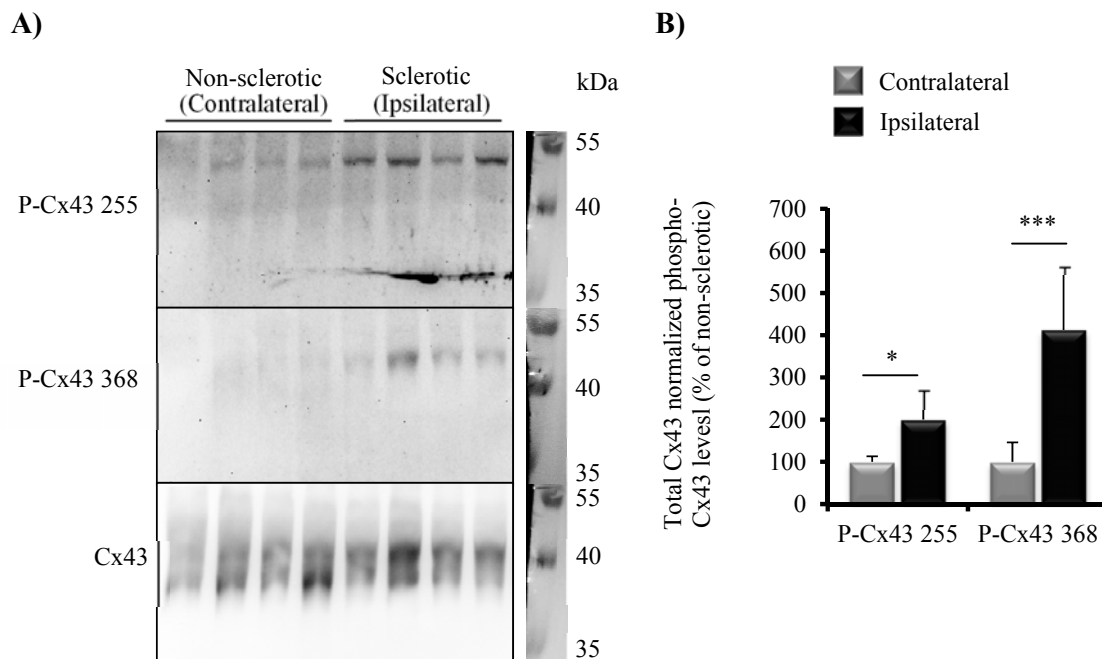 A)
Non-sclerotic
(Contralateral)
Sclerotic
(Ipsilateral)
kDa
P-Cx43 255
55
40
35
P-Cx43 368
55
40
35
Cx43
55
40
35
B)
Contralateral
Ipsilateral
Total Cx43 normalized phospho-
Cx43 levesl (% of non-sclerotic)
700
600
500
400
300
200
100
0
*
***
P-Cx43 255
P-Cx43 368